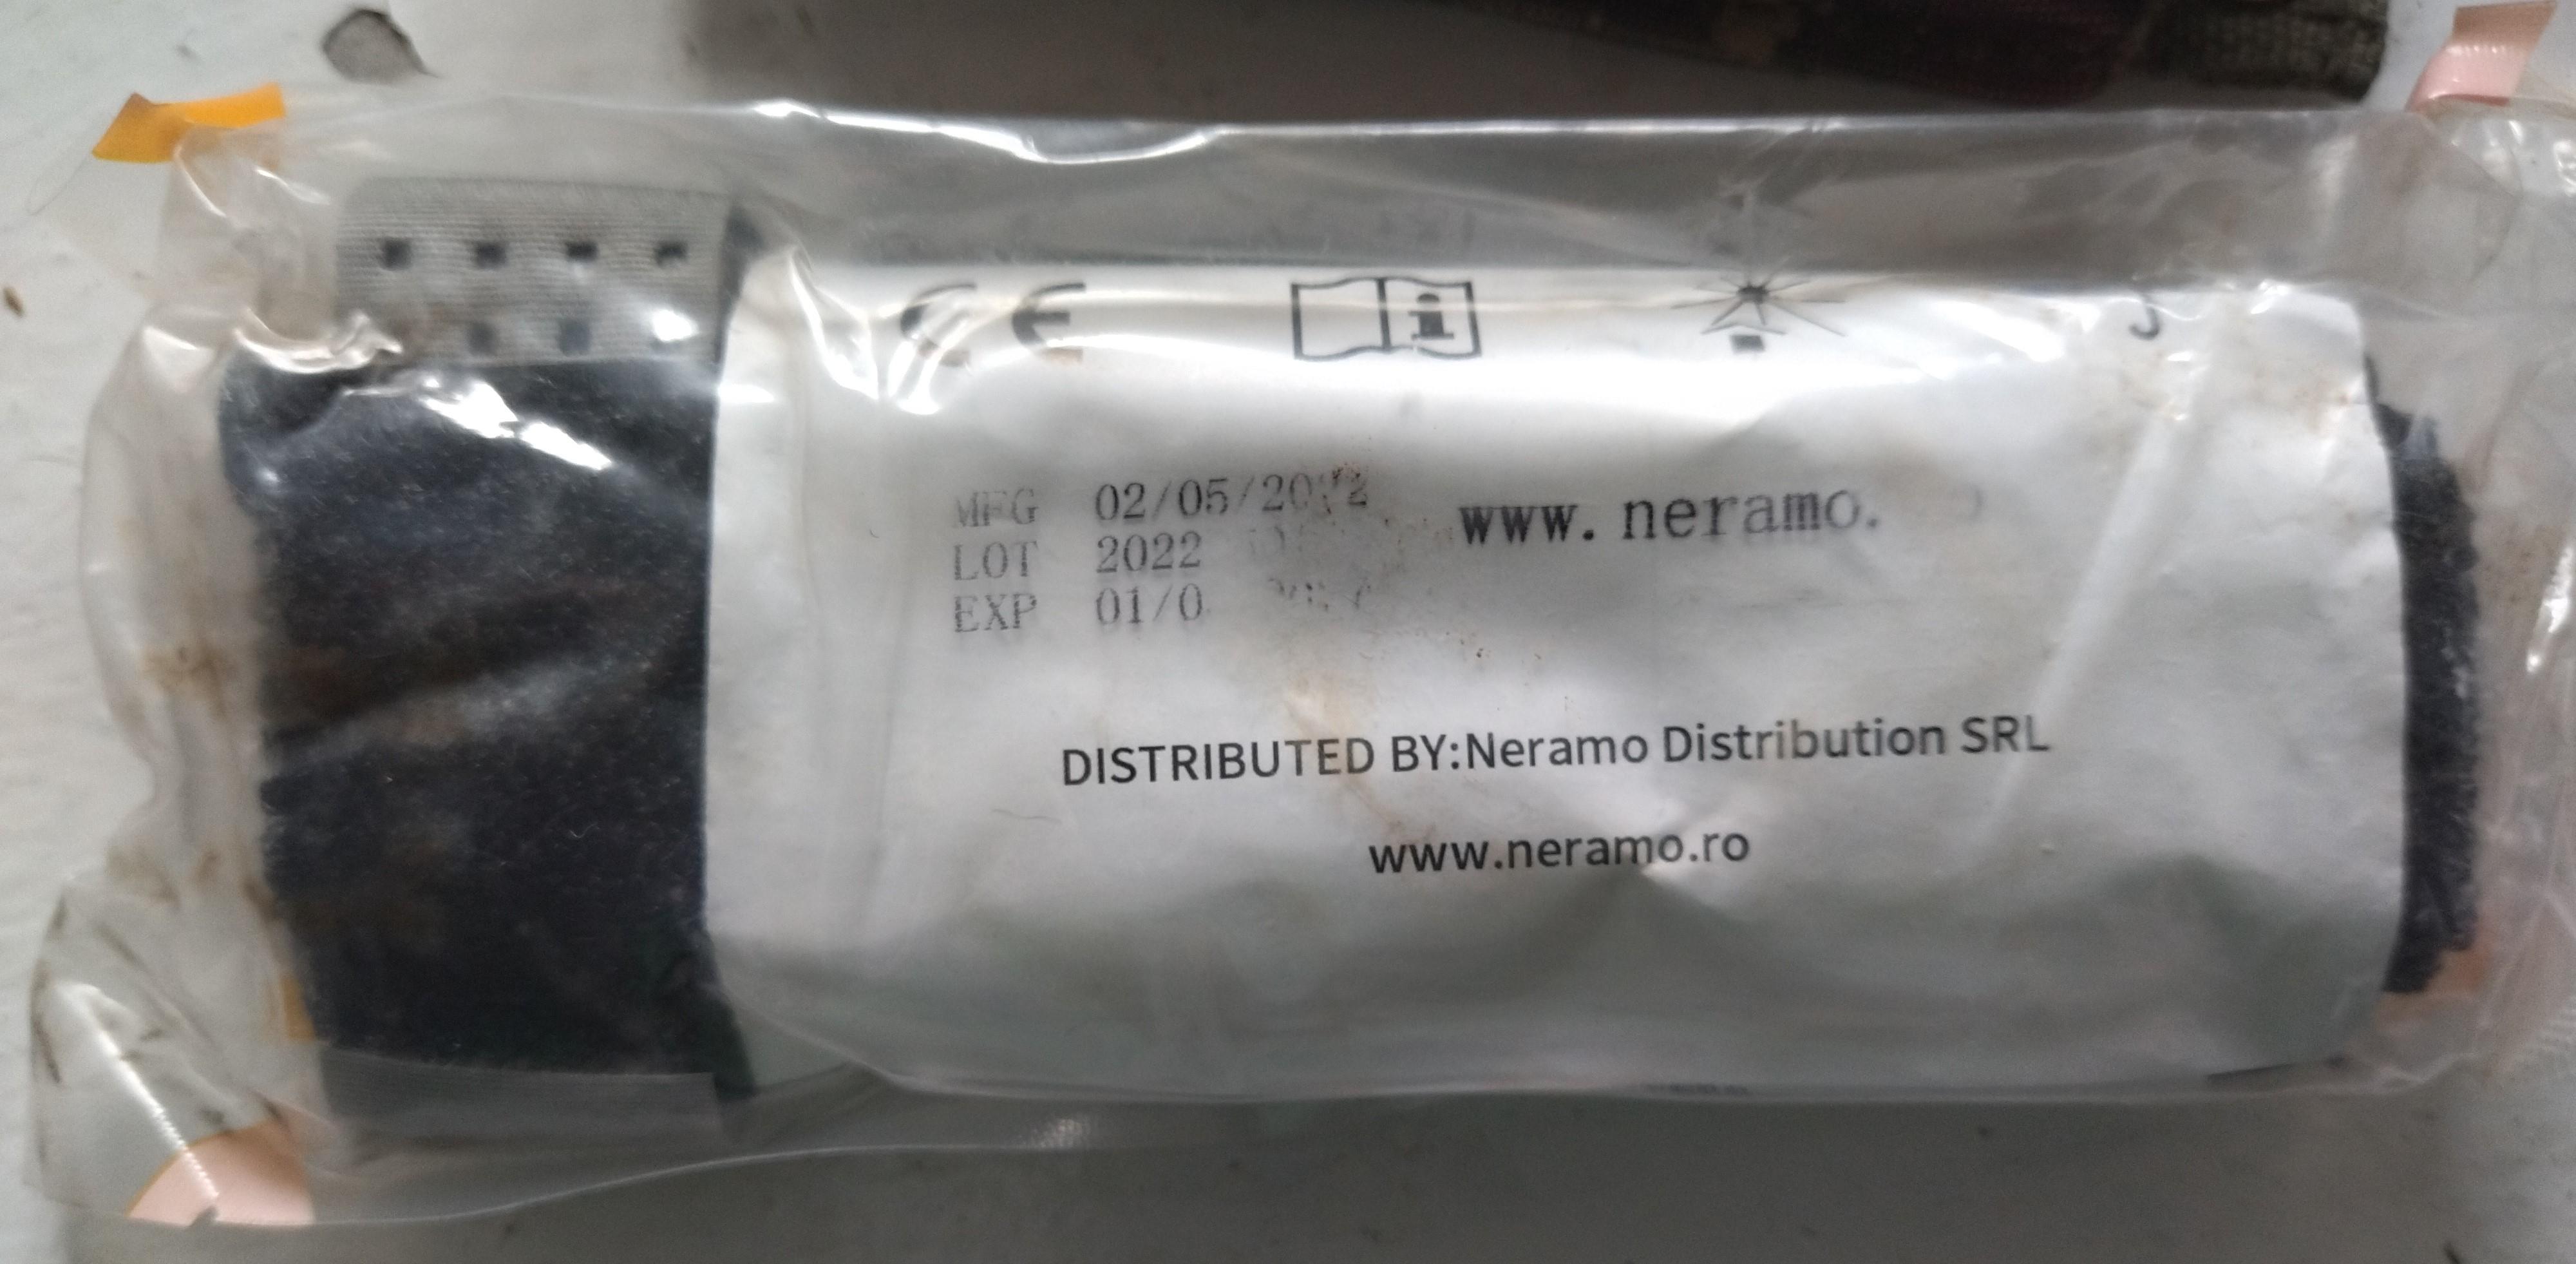 CE
MFG 02/05/2022
LOT 2022
EXP 01/0
www.neramo.
DISTRIBUTED BY:Neramo Distribution SRL
www.neramo.ro